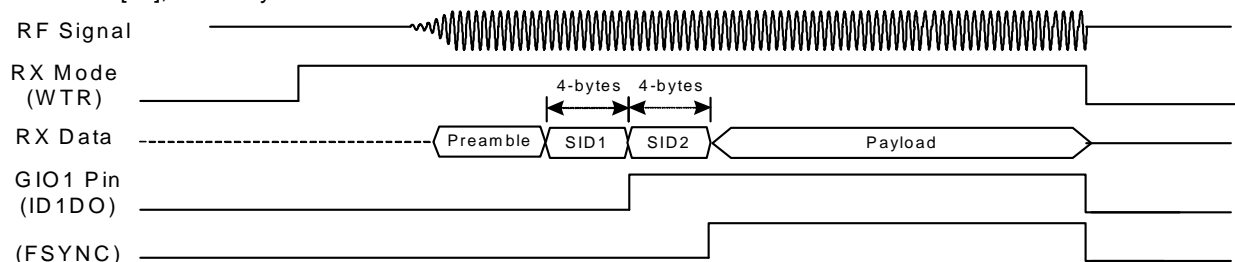 RF Signal
RX Mode
(WTR)
4-bytes 4-bytes
RX Data
Preamble SID1 SID2 Payload
GIO1 Pin
(ID1DO)
(FSYNC)